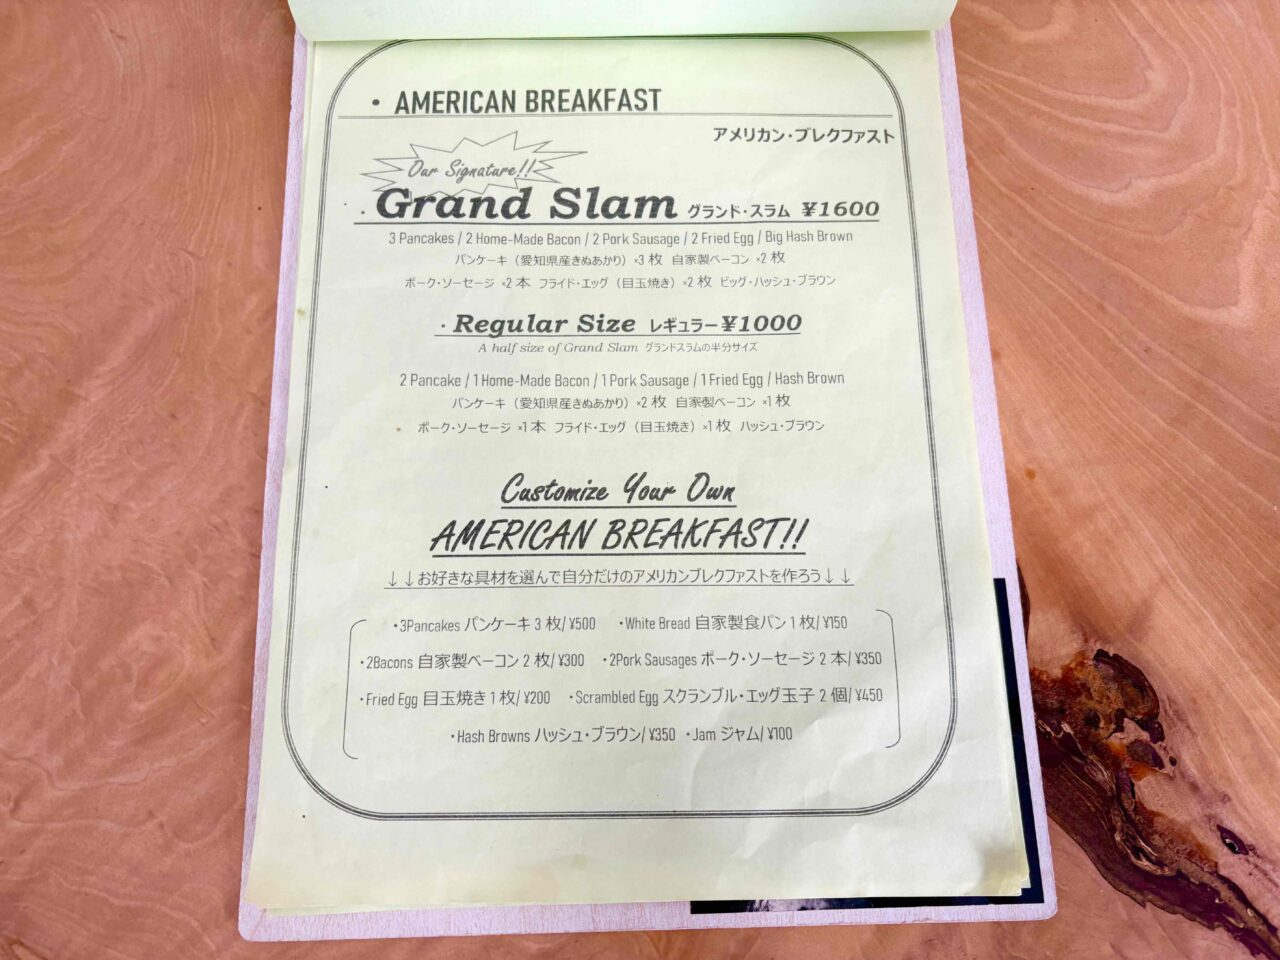 • AMERICAN BREAKFAST
アメリカン・ブレクファスト
Our Signature!!
・Grand Slam グランド・スラム ¥1600
3 Pancakes / 2 Home-Made Bacon / 2 Pork Sausage / 2 Fried Egg / Big Hash Brown
パンケーキ（愛知県産きぬあかり）×3 枚 自家製ベーコン ×2 枚
ポーク・ソーセージ ×2 本 フライド・エッグ（目玉焼き）×2 枚 ビッグ・ハッシュ・ブラウン
・Regular Size レギュラー ¥1000
A half size of Grand Slam グランドスラムの半分サイズ
2 Pancake / 1 Home-Made Bacon / 1 Pork Sausage / 1 Fried Egg / Hash Brown
パンケーキ（愛知県産きぬあかり）×2 枚 自家製ベーコン ×1 枚
ポーク・ソーセージ ×1 本 フライド・エッグ（目玉焼き）×1 枚 ハッシュ・ブラウン
Customize Your Own
AMERICAN BREAKFAST!!
↓↓お好きな具材を選んで自分だけのアメリカンブレクファストを作ろう↓↓
・3Pancakes パンケーキ 3 枚/ ¥500 ・White Bread 自家製食パン 1 枚/ ¥150
・2Bacons 自家製ベーコン 2 枚/ ¥300 ・2Pork Sausages ポーク・ソーセージ 2 本/ ¥350
・Fried Egg 目玉焼き 1 枚/ ¥200 ・Scrambled Egg スクランブル・エッグ玉子 2 個/ ¥450
・Hash Browns ハッシュ・ブラウン/ ¥350 ・Jam ジャム/ ¥100